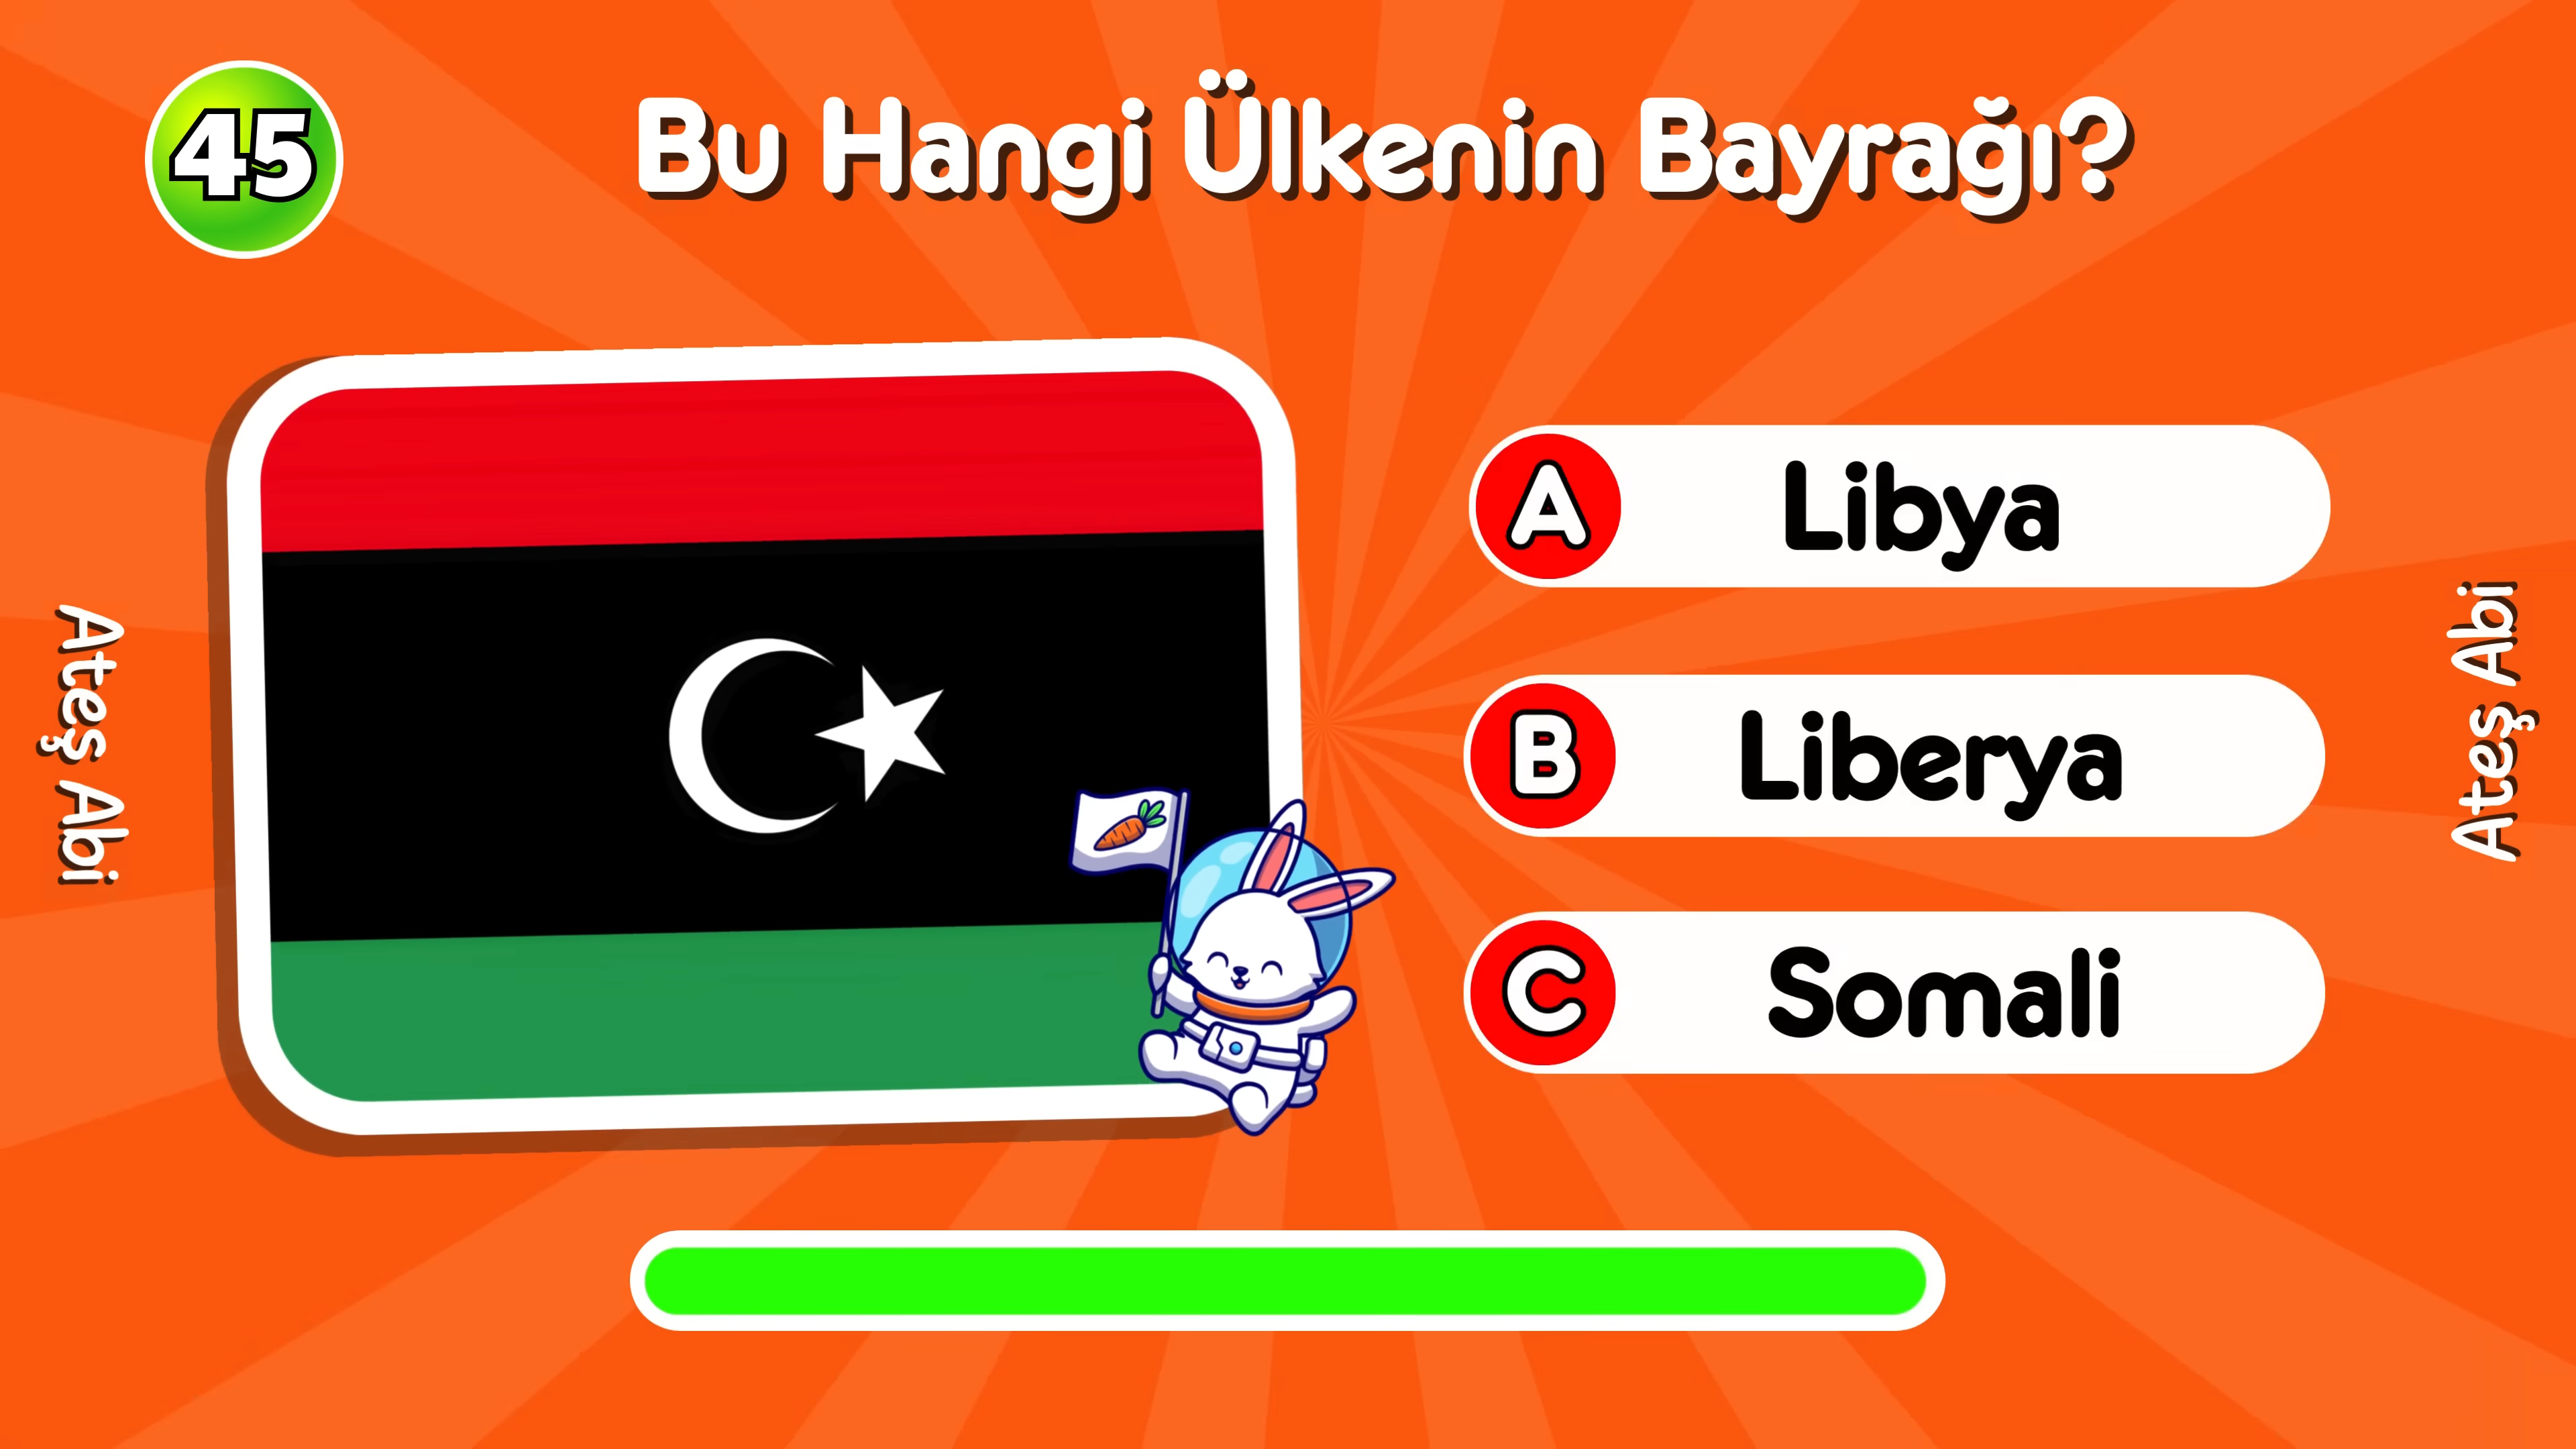 45
Bu Hangi Ülkenin Bayrağı?
A Libya
B Liberya
C Somali
Ateş Abi
Ateş Abi